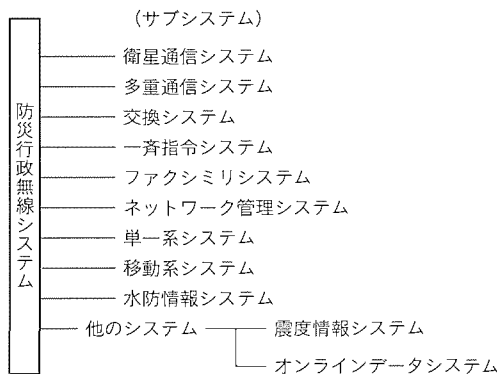 （サブシステム）
防災行政無線システム
衛星通信システム
多重通信システム
交換システム
一斉指令システム
ファクシミリシステム
ネットワーク管理システム
単一系システム
移動系システム
水防情報システム
他のシステム
震度情報システム
オンラインデータシステム